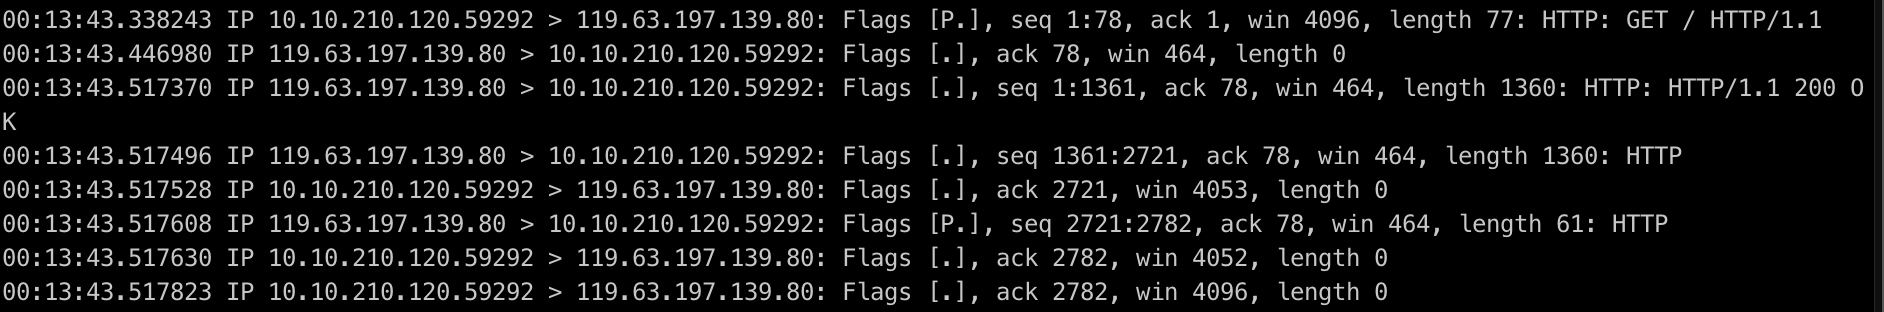 00:13:43.338243 IP 10.10.210.120.59292 > 119.63.197.139.80: Flags [P.], seq 1:78, ack 1, win 4096, length 77: HTTP: GET / HTTP/1.1
00:13:43.446980 IP 119.63.197.139.80 > 10.10.210.120.59292: Flags [.], ack 78, win 464, length 0
00:13:43.517370 IP 119.63.197.139.80 > 10.10.210.120.59292: Flags [.], seq 1:1361, ack 78, win 464, length 1360: HTTP: HTTP/1.1 200 O
K
00:13:43.517496 IP 119.63.197.139.80 > 10.10.210.120.59292: Flags [.], seq 1361:2721, ack 78, win 464, length 1360: HTTP
00:13:43.517528 IP 10.10.210.120.59292 > 119.63.197.139.80: Flags [.], ack 2721, win 4053, length 0
00:13:43.517608 IP 119.63.197.139.80 > 10.10.210.120.59292: Flags [P.], seq 2721:2782, ack 78, win 464, length 61: HTTP
00:13:43.517630 IP 10.10.210.120.59292 > 119.63.197.139.80: Flags [.], ack 2782, win 4052, length 0
00:13:43.517823 IP 10.10.210.120.59292 > 119.63.197.139.80: Flags [.], ack 2782, win 4096, length 0